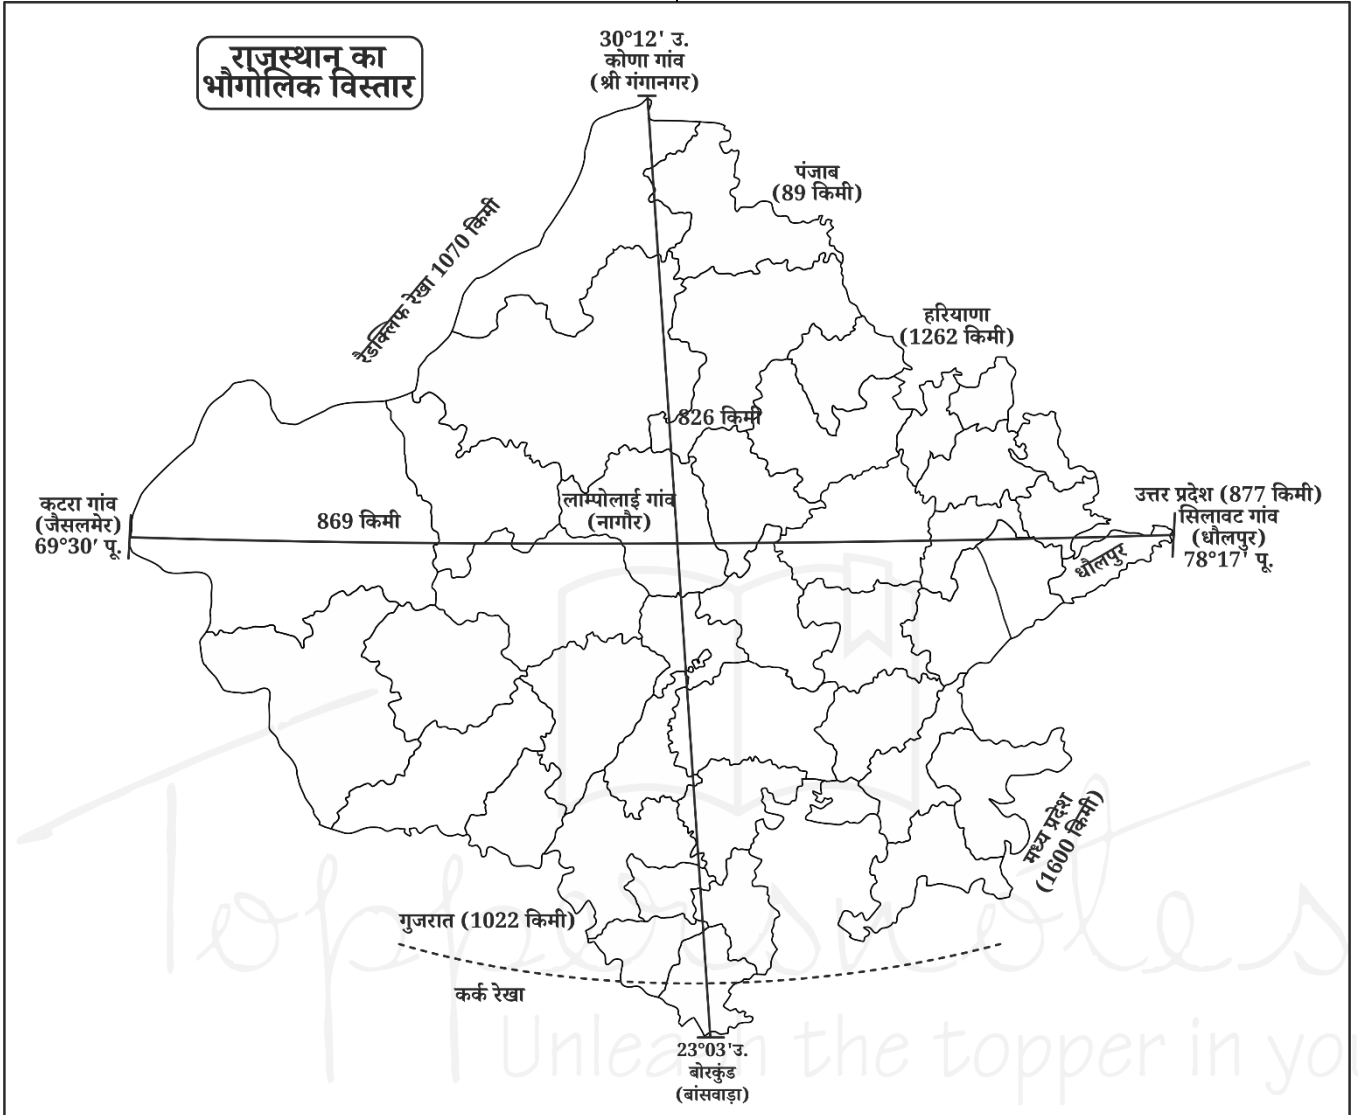 राजस्थान का
भौगोलिक विस्तार
30°12' उ.
कोणा गांव
(श्री गंगानगर)
पंजाब
(89 किमी)
रैडक्लिफ रेखा 1070 किमी
हरियाणा
(1262 किमी)
826 किमी
कटरा गांव
(जैसलमेर)
69°30′ पू.
869 किमी
लाम्पोलाई गांव
(नागौर)
उत्तर प्रदेश (877 किमी)
सिलावट गांव
(धौलपुर)
78°17' पू.
धौलपुर
मध्य प्रदेश
(1600 किमी)
गुजरात (1022 किमी)
कर्क रेखा
23°03'उ.
बोरकुंड
(बांसवाड़ा)
Toppersnotes
Unleash the topper in you